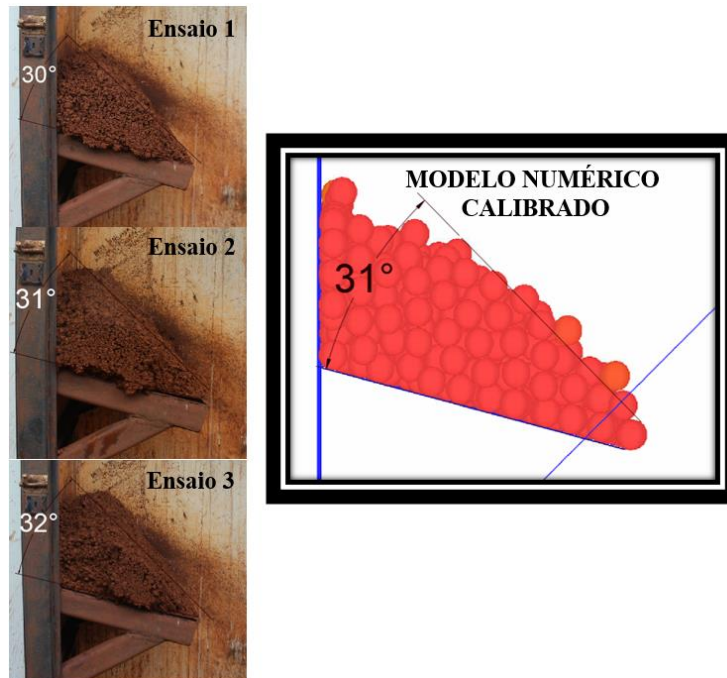 Ensaio 1
30°
Ensaio 2
31°
Ensaio 3
32°
MODELO NUMÉRICO
CALIBRADO
31°